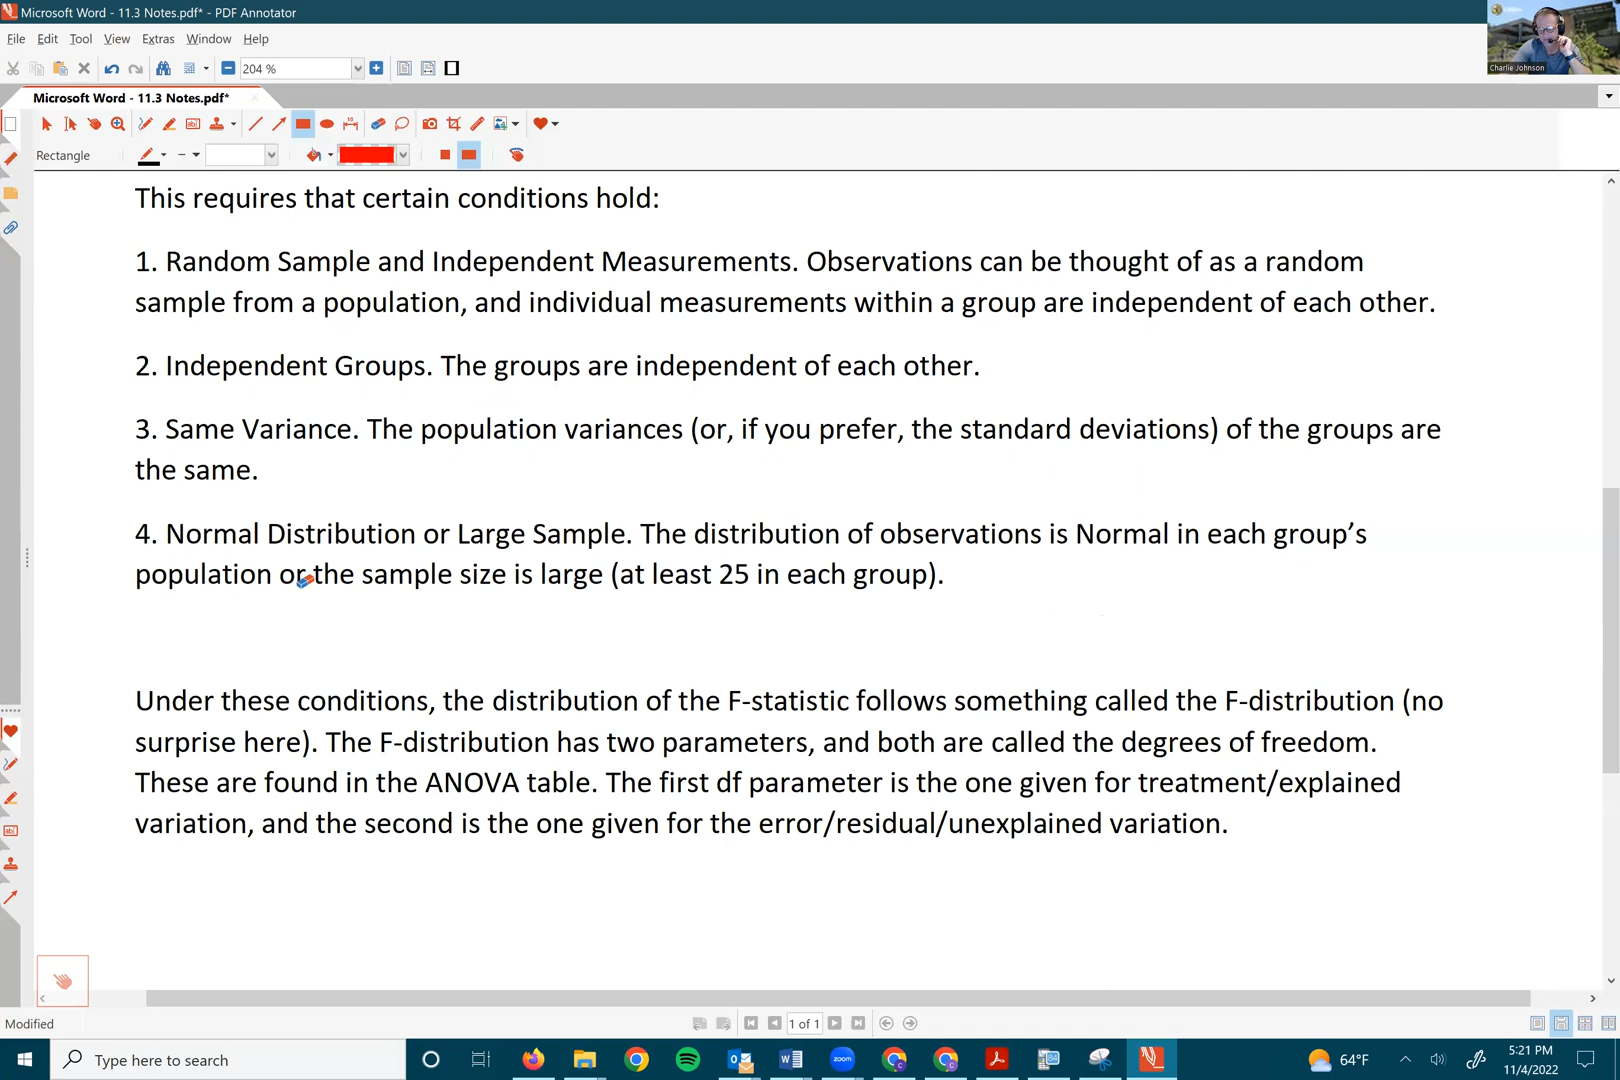 Microsoft Word - 11.3 Notes.pdf* - PDF Annotator
Charlie Johnson
File Edit Tool View Extras Window Help
204 %
Microsoft Word - 11.3 Notes.pdf*
Rectangle
This requires that certain conditions hold:
1. Random Sample and Independent Measurements. Observations can be thought of as a random
sample from a population, and individual measurements within a group are independent of each other.
2. Independent Groups. The groups are independent of each other.
3. Same Variance. The population variances (or, if you prefer, the standard deviations) of the groups are
the same.
4. Normal Distribution or Large Sample. The distribution of observations is Normal in each group’s
population or the sample size is large (at least 25 in each group).
Under these conditions, the distribution of the F-statistic follows something called the F-distribution (no
surprise here). The F-distribution has two parameters, and both are called the degrees of freedom.
These are found in the ANOVA table. The first df parameter is the one given for treatment/explained
variation, and the second is the one given for the error/residual/unexplained variation.
Modified
1 of 1
Type here to search
zoom
64°F
5:21 PM
11/4/2022